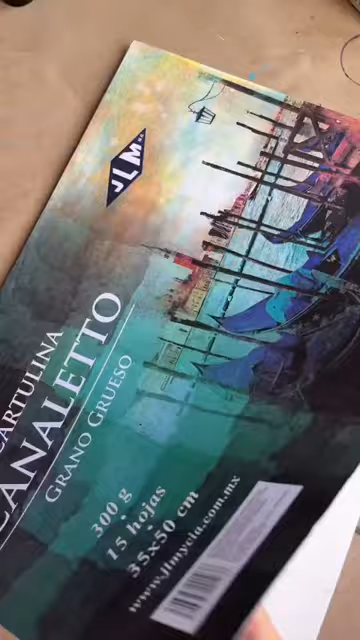 JLM
CARTULINA
CANALETTO
GRANO GRUESO
300 g
15 hojas
35x50 cm
www.jlmycia.com.mx